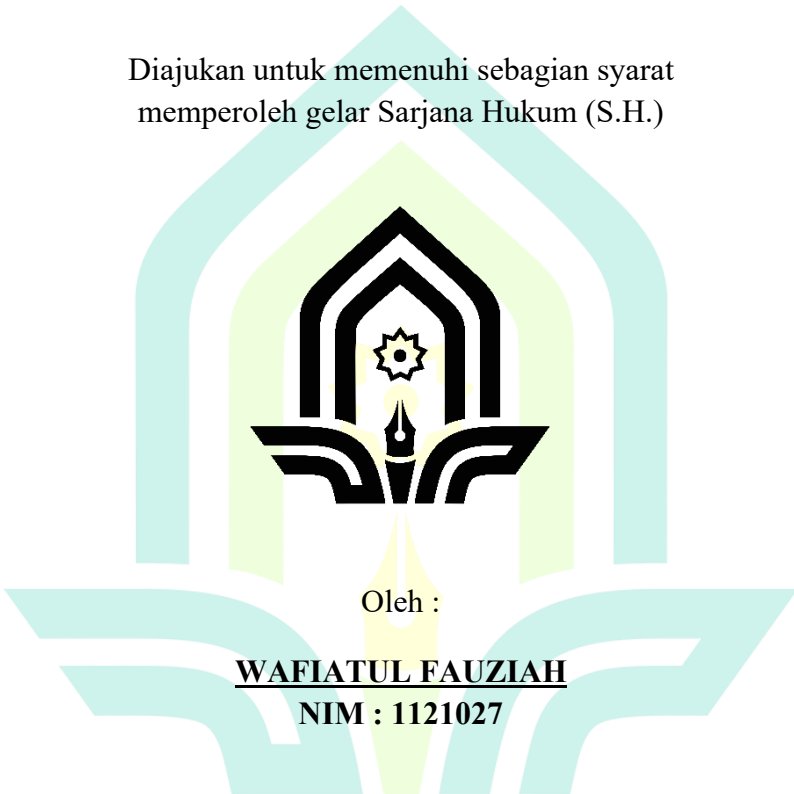 Diajukan untuk memenuhi sebagian syarat
memperoleh gelar Sarjana Hukum (S.H.)
Oleh :
WAFIATUL FAUZIAH
NIM : 1121027